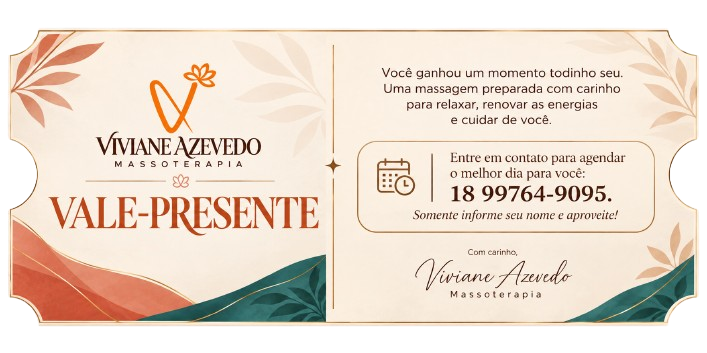 VIVIANE AZEVEDO
MASSOTERAPIA
VALE-PRESENTE
Você ganhou um momento todinho seu.
Uma massagem preparada com carinho
para relaxar, renovar as energias
e cuidar de você.
Entre em contato para agendar
o melhor dia para você:
18 99764-9095.
Somente informe seu nome e aproveite!
Com carinho,
Viviane Azevedo
Massoterapia